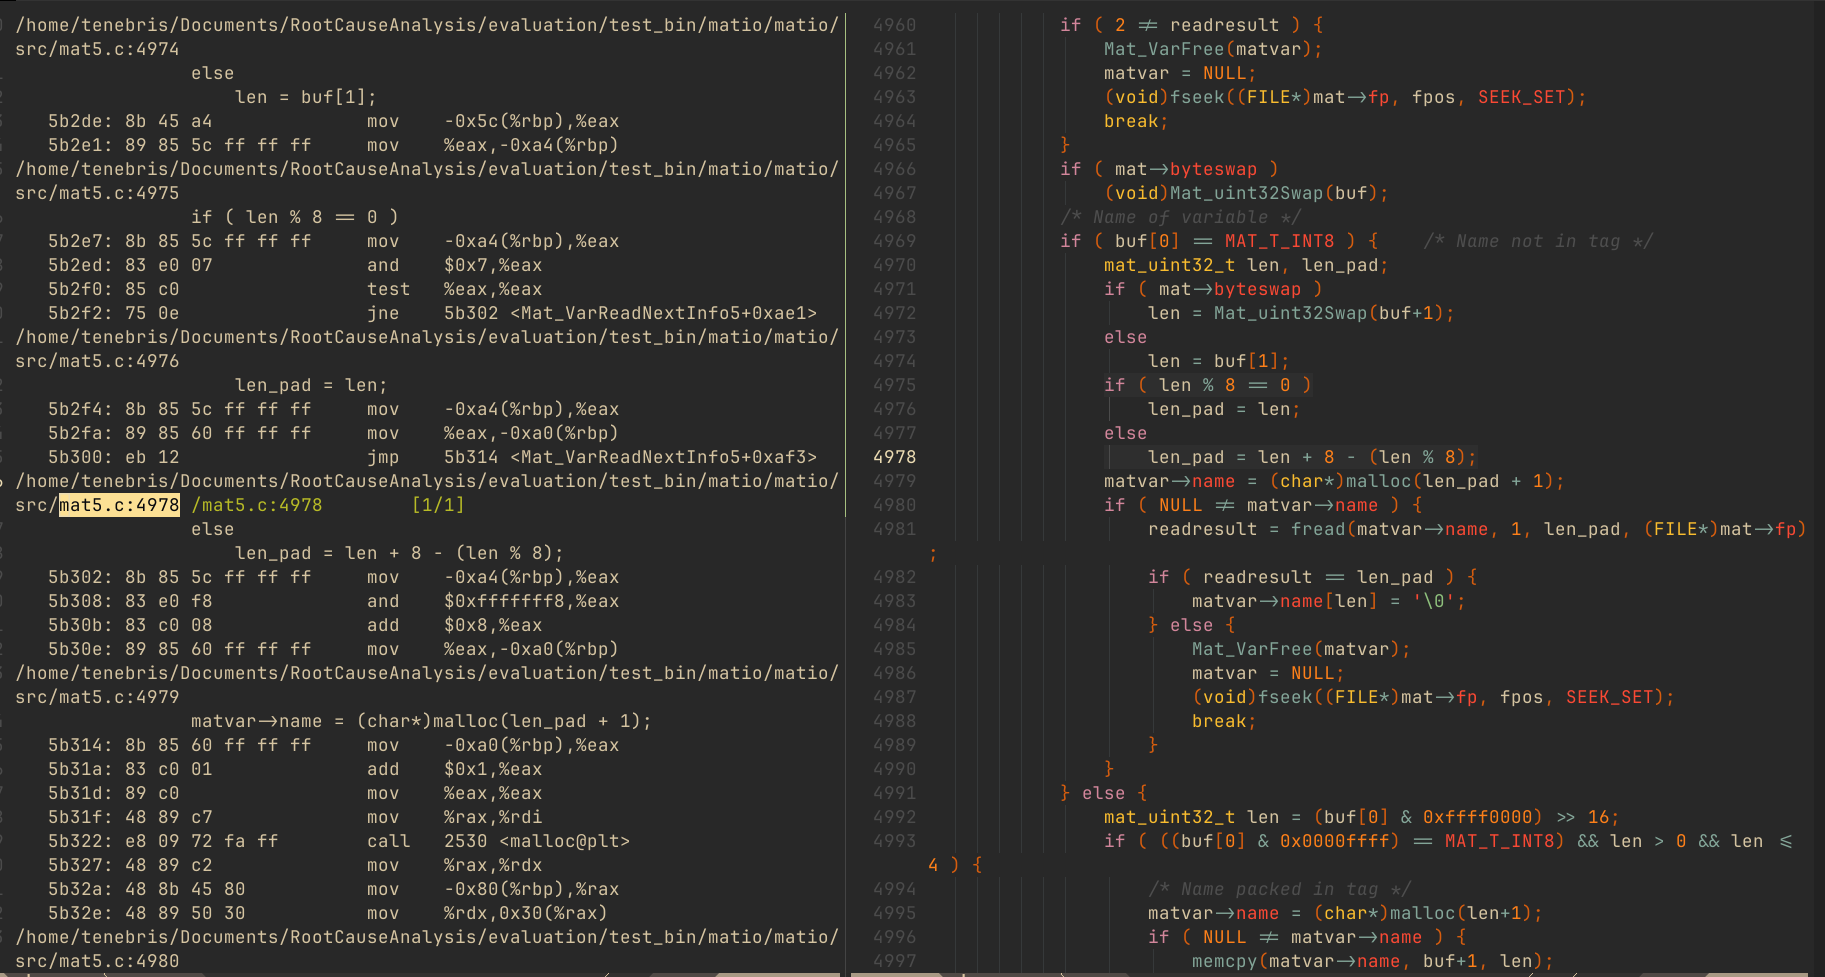 /home/tenebris/Documents/RootCauseAnalysis/evaluation/test_bin/matio/matio/
src/mat5.c:4974
else
len = buf[1];
5b2de: 8b 45 a4 mov -0x5c(%rbp),%eax
5b2e1: 89 85 5c ff ff ff mov %eax,-0xa4(%rbp)
/home/tenebris/Documents/RootCauseAnalysis/evaluation/test_bin/matio/matio/
src/mat5.c:4975
if ( len % 8 == 0 )
5b2e7: 8b 85 5c ff ff ff mov -0xa4(%rbp),%eax
5b2ed: 83 e0 07 and $0x7,%eax
5b2f0: 85 c0 test %eax,%eax
5b2f2: 75 0e jne 5b302 <Mat_VarReadNextInfo5+0xae1>
/home/tenebris/Documents/RootCauseAnalysis/evaluation/test_bin/matio/matio/
src/mat5.c:4976
len_pad = len;
5b2f4: 8b 85 5c ff ff ff mov -0xa4(%rbp),%eax
5b2fa: 89 85 60 ff ff ff mov %eax,-0xa0(%rbp)
5b300: eb 12 jmp 5b314 <Mat_VarReadNextInfo5+0xaf3>
/home/tenebris/Documents/RootCauseAnalysis/evaluation/test_bin/matio/matio/
src/mat5.c:4978 /mat5.c:4978 [1/1]
else
len_pad = len + 8 - (len % 8);
5b302: 8b 85 5c ff ff ff mov -0xa4(%rbp),%eax
5b308: 83 e0 f8 and $0xfffffff8,%eax
5b30b: 83 c0 08 add $0x8,%eax
5b30e: 89 85 60 ff ff ff mov %eax,-0xa0(%rbp)
/home/tenebris/Documents/RootCauseAnalysis/evaluation/test_bin/matio/matio/
src/mat5.c:4979
matvar->name = (char*)malloc(len_pad + 1);
5b314: 8b 85 60 ff ff ff mov -0xa0(%rbp),%eax
5b31a: 83 c0 01 add $0x1,%eax
5b31d: 89 c0 mov %eax,%eax
5b31f: 48 89 c7 mov %rax,%rdi
5b322: e8 09 72 fa ff call 2530 <malloc@plt>
5b327: 48 89 c2 mov %rax,%rdx
5b32a: 48 8b 45 80 mov -0x80(%rbp),%rax
5b32e: 48 89 50 30 mov %rdx,0x30(%rax)
/home/tenebris/Documents/RootCauseAnalysis/evaluation/test_bin/matio/matio/
src/mat5.c:4980
4960 if ( 2 != readresult ) {
4961 Mat_VarFree(matvar);
4962 matvar = NULL;
4963 (void)fseek((FILE*)mat->fp, fpos, SEEK_SET);
4964 break;
4965 }
4966 if ( mat->byteswap )
4967 (void)Mat_uint32Swap(buf);
4968 /* Name of variable */
4969 if ( buf[0] == MAT_T_INT8 ) { /* Name not in tag */
4970 mat_uint32_t len, len_pad;
4971 if ( mat->byteswap )
4972 len = Mat_uint32Swap(buf+1);
4973 else
4974 len = buf[1];
4975 if ( len % 8 == 0 )
4976 len_pad = len;
4977 else
4978 len_pad = len + 8 - (len % 8);
4979 matvar->name = (char*)malloc(len_pad + 1);
4980 if ( NULL != matvar->name ) {
4981 readresult = fread(matvar->name, 1, len_pad, (FILE*)mat->fp)
;
4982 if ( readresult == len_pad ) {
4983 matvar->name[len] = '\0';
4984 } else {
4985 Mat_VarFree(matvar);
4986 matvar = NULL;
4987 (void)fseek((FILE*)mat->fp, fpos, SEEK_SET);
4988 break;
4989 }
4990 }
4991 } else {
4992 mat_uint32_t len = (buf[0] & 0xffff0000) >> 16;
4993 if ( ((buf[0] & 0x0000ffff) == MAT_T_INT8) && len > 0 && len <=
4 ) {
4994 /* Name packed in tag */
4995 matvar->name = (char*)malloc(len+1);
4996 if ( NULL != matvar->name ) {
4997 memcpy(matvar->name, buf+1, len);